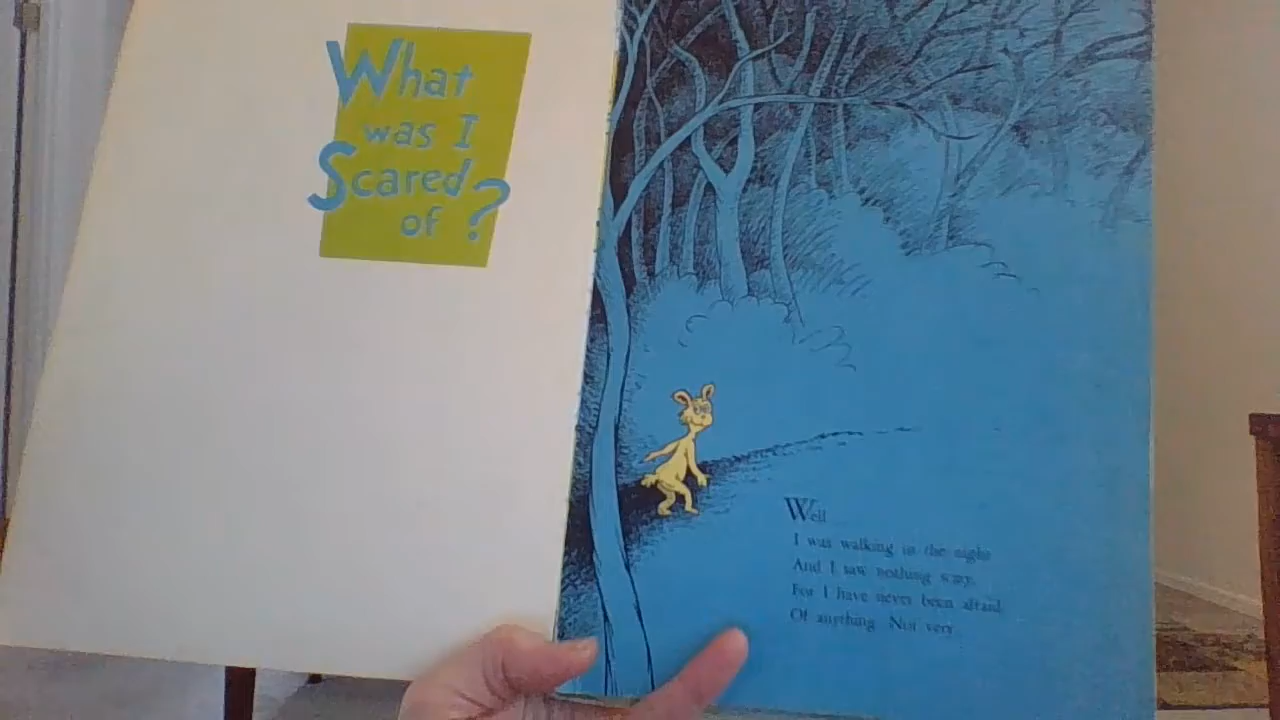 What
was I
Scared
of?
Well...
I was walking in the night
And I saw nothing scary.
For I have never been afraid
Of anything. Not very.